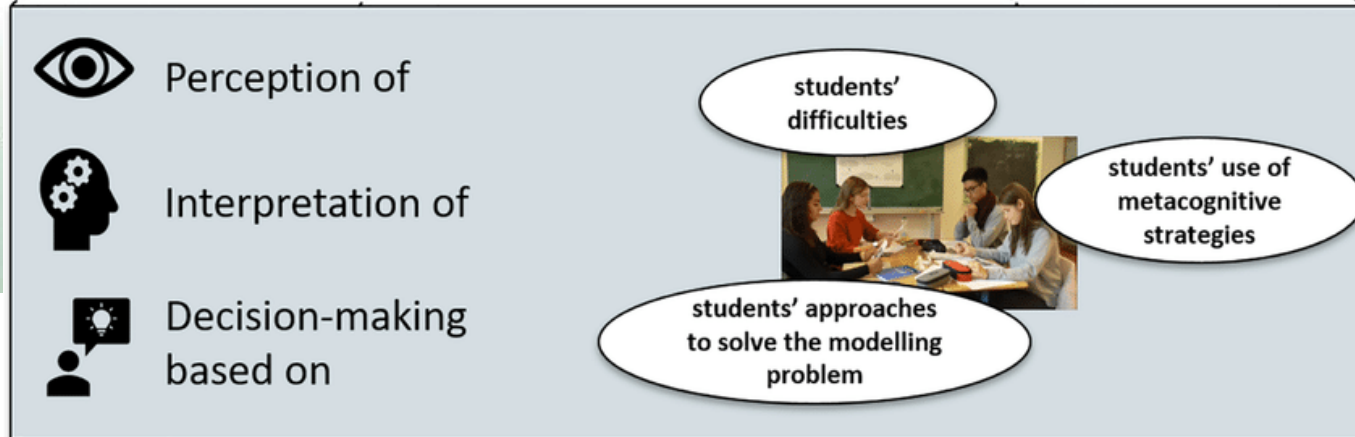 Perception of
Interpretation of
Decision-making
based on
students’
difficulties
students’ use of
metacognitive
strategies
students’ approaches
to solve the modelling
problem